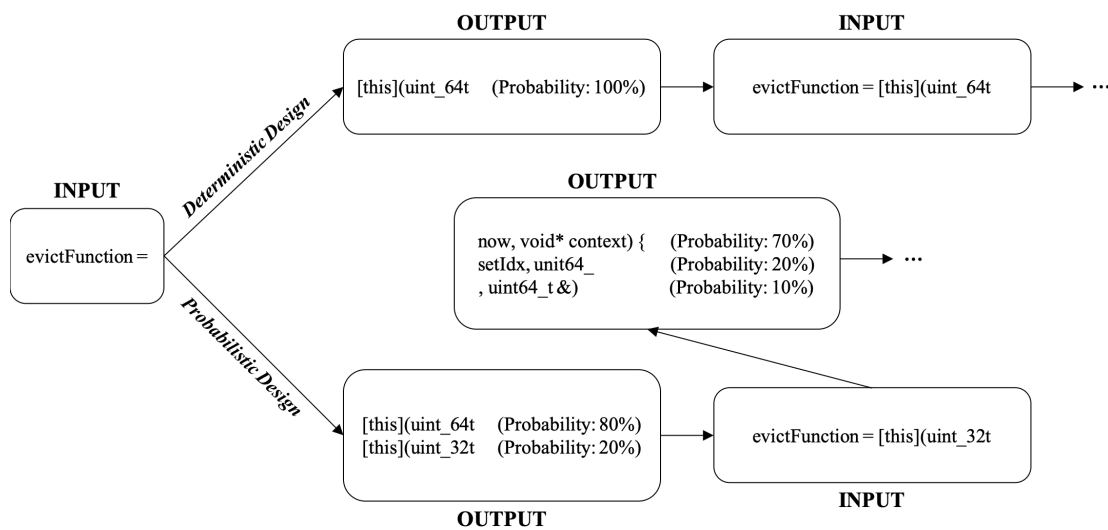 OUTPUT
INPUT
[this](uint_64t (Probability: 100%)
evictFunction = [this](uint_64t
...
Deterministic Design
INPUT
evictFunction =
OUTPUT
now, void* context) { (Probability: 70%)
setIdx, unit64_ (Probability: 20%)
, uint64_t &) (Probability: 10%)
...
Probabilistic Design
[this](uint_64t (Probability: 80%)
[this](uint_32t (Probability: 20%)
OUTPUT
evictFunction = [this](uint_32t
INPUT